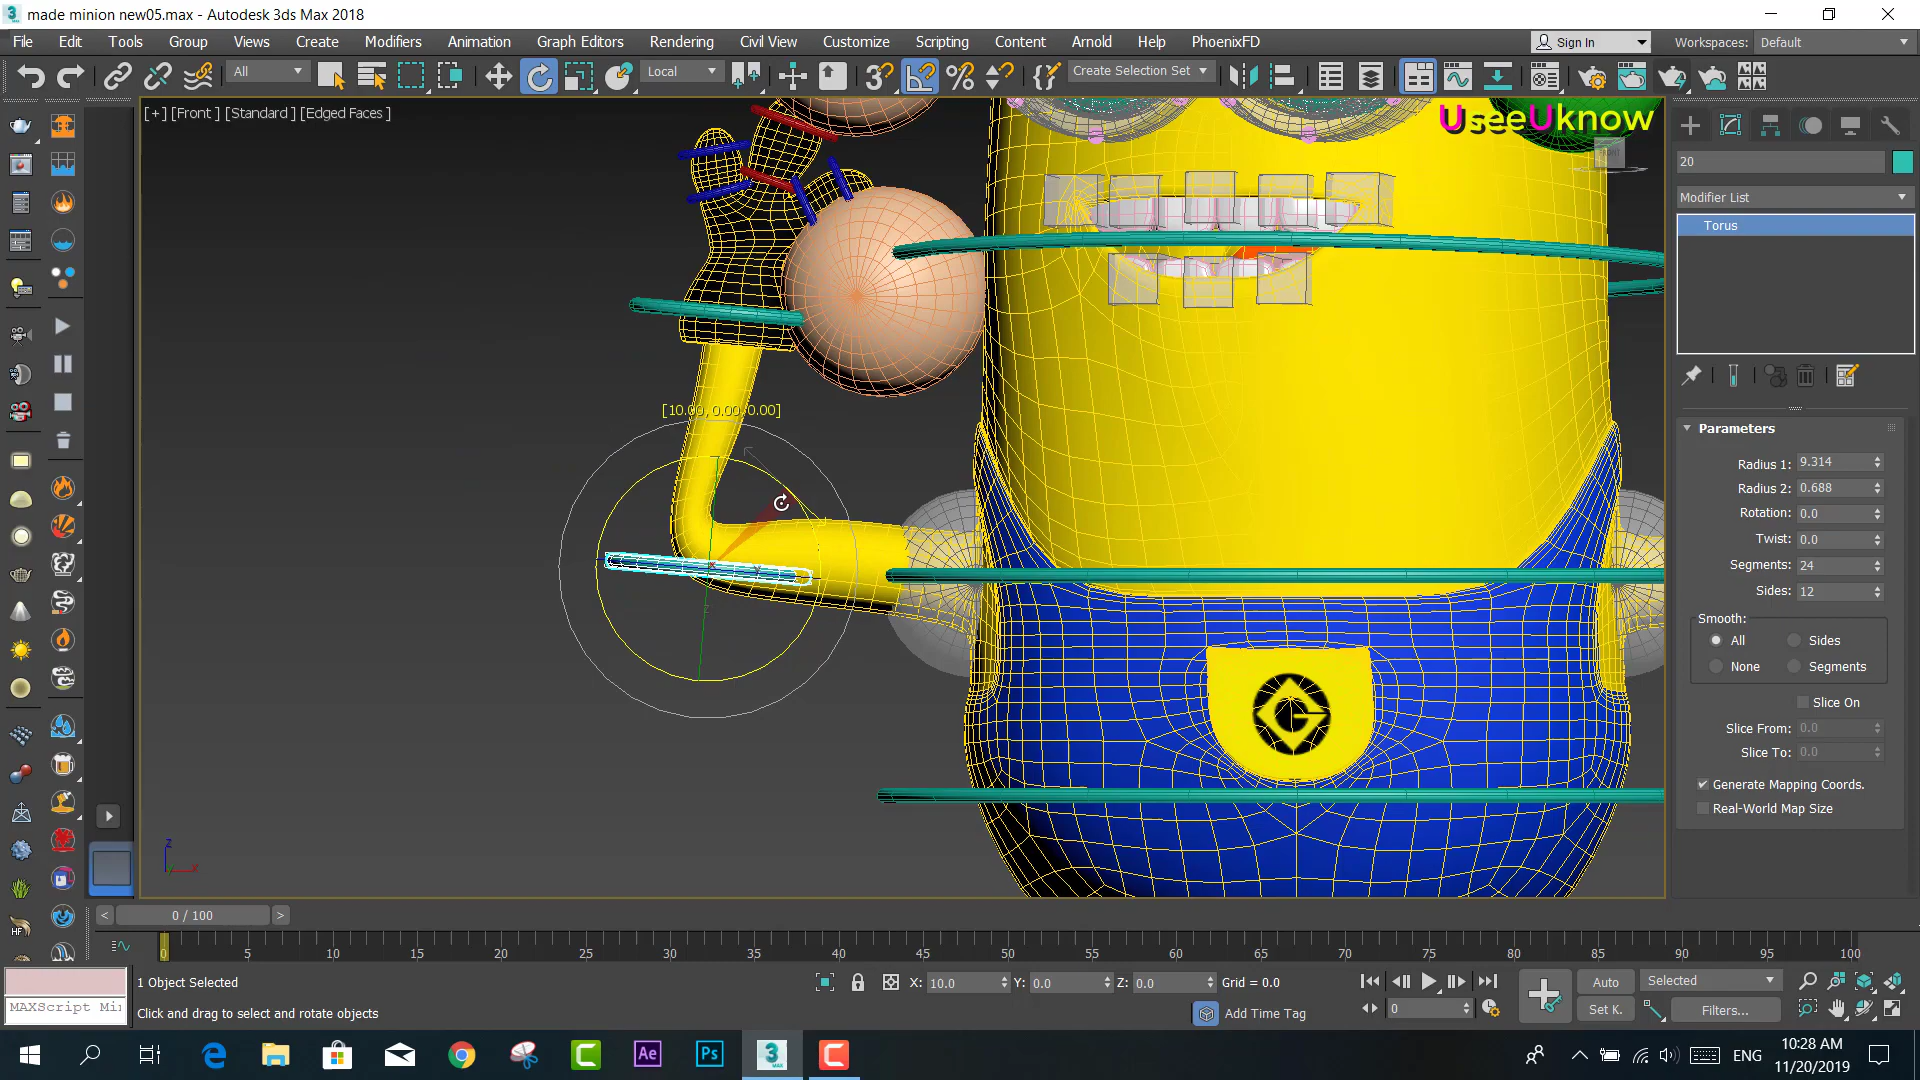 made minion new05.max - Autodesk 3ds Max 2018
File Edit Tools Group Views Create Modifiers Animation Graph Editors Rendering Civil View Customize Scripting Content Arnold Help PhoenixFD
Sign In
Workspaces: Default
All
Local
Create Selection Set
[+] [Front ] [Standard ] [Edged Faces ]
UseeUknow
20
Modifier List
Torus
[10.00, 0.00, 0.00]
Parameters
Radius 1: 9.314
Radius 2: 0.688
Rotation: 0.0
Twist: 0.0
Segments: 24
Sides: 12
Smooth:
All Sides
None Segments
Slice On
Slice From: 0.0
Slice To: 0.0
Generate Mapping Coords.
Real-World Map Size
0 / 100
0 5 10 15 20 25 30 35 40 45 50 55 60 65 70 75 80 85 90 95 100
1 Object Selected
X: 10.0 Y: 0.0 Z: 0.0 Grid = 0.0
Auto Selected
MAXScript Mi
Click and drag to select and rotate objects
Add Time Tag
0
Set K. Filters...
Ae Ps 3
ENG
10:28 AM
11/20/2019